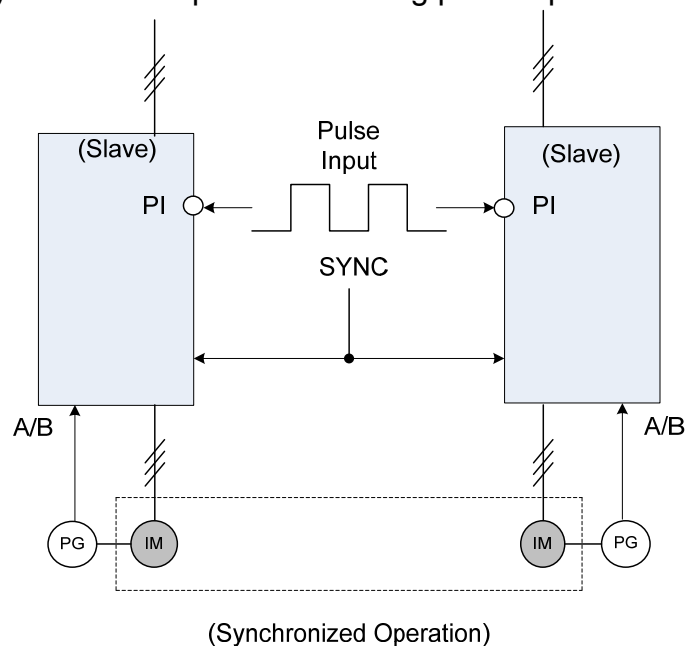 (Slave)
(Slave)
Pulse
Input
PI
PI
SYNC
A/B
A/B
PG
IM
IM
PG
(Synchronized Operation)